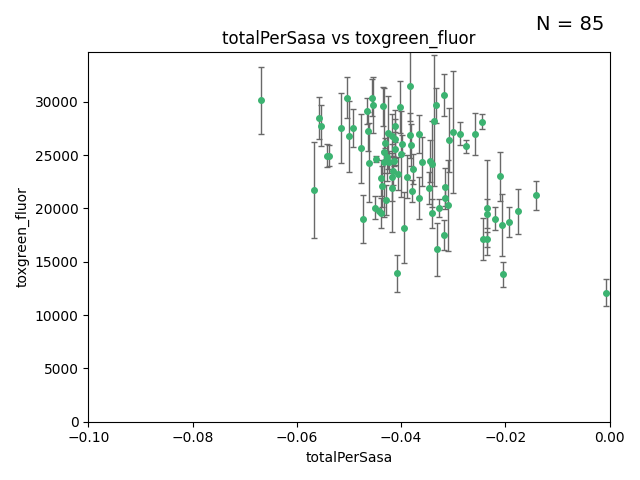 N = 85
totalPerSasa vs toxgreen_fluor
30000
25000
20000
15000
10000
5000
0
toxgreen_fluor
−0.10 −0.08 −0.06 −0.04 −0.02 0.00
totalPerSasa